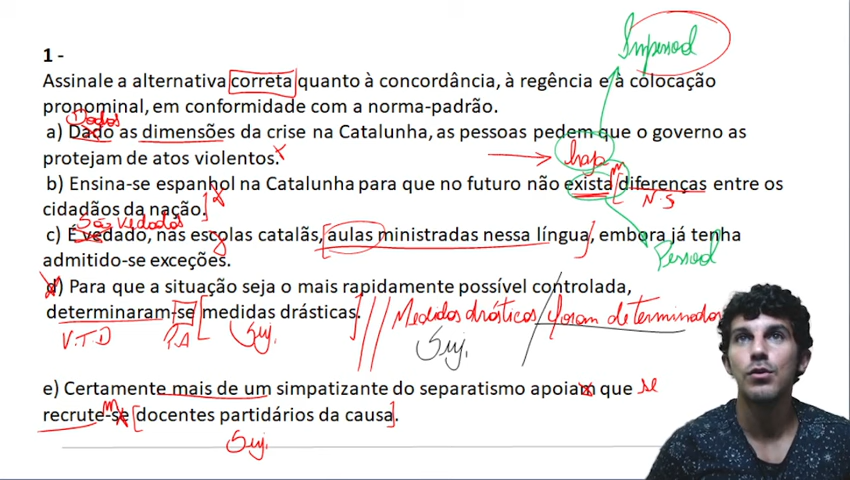 Impessoal
1 -
Assinale a alternativa correta quanto à concordância, à regência e à colocação
pronominal, em conformidade com a norma-padrão.
Dados
a) Dado as dimensões da crise na Catalunha, as pessoas pedem que o governo as
protejam de atos violentos. x
haja
b) Ensina-se espanhol na Catalunha para que no futuro não exista m diferenças entre os
cidadãos da nação. x
N.S
São vedadas
c) É vedado, nas escolas catalãs, aulas ministradas nessa língua, embora já tenha
admitido-se exceções.
Pessoal
d) Para que a situação seja o mais rapidamente possível controlada,
determinaram-se medidas drásticas. Medidas drásticas foram determinadas
V.T.D P.A Suj. Suj.
e) Certamente mais de um simpatizante do separatismo apoiam que se
recrute-se m docentes partidários da causa.
Suj.